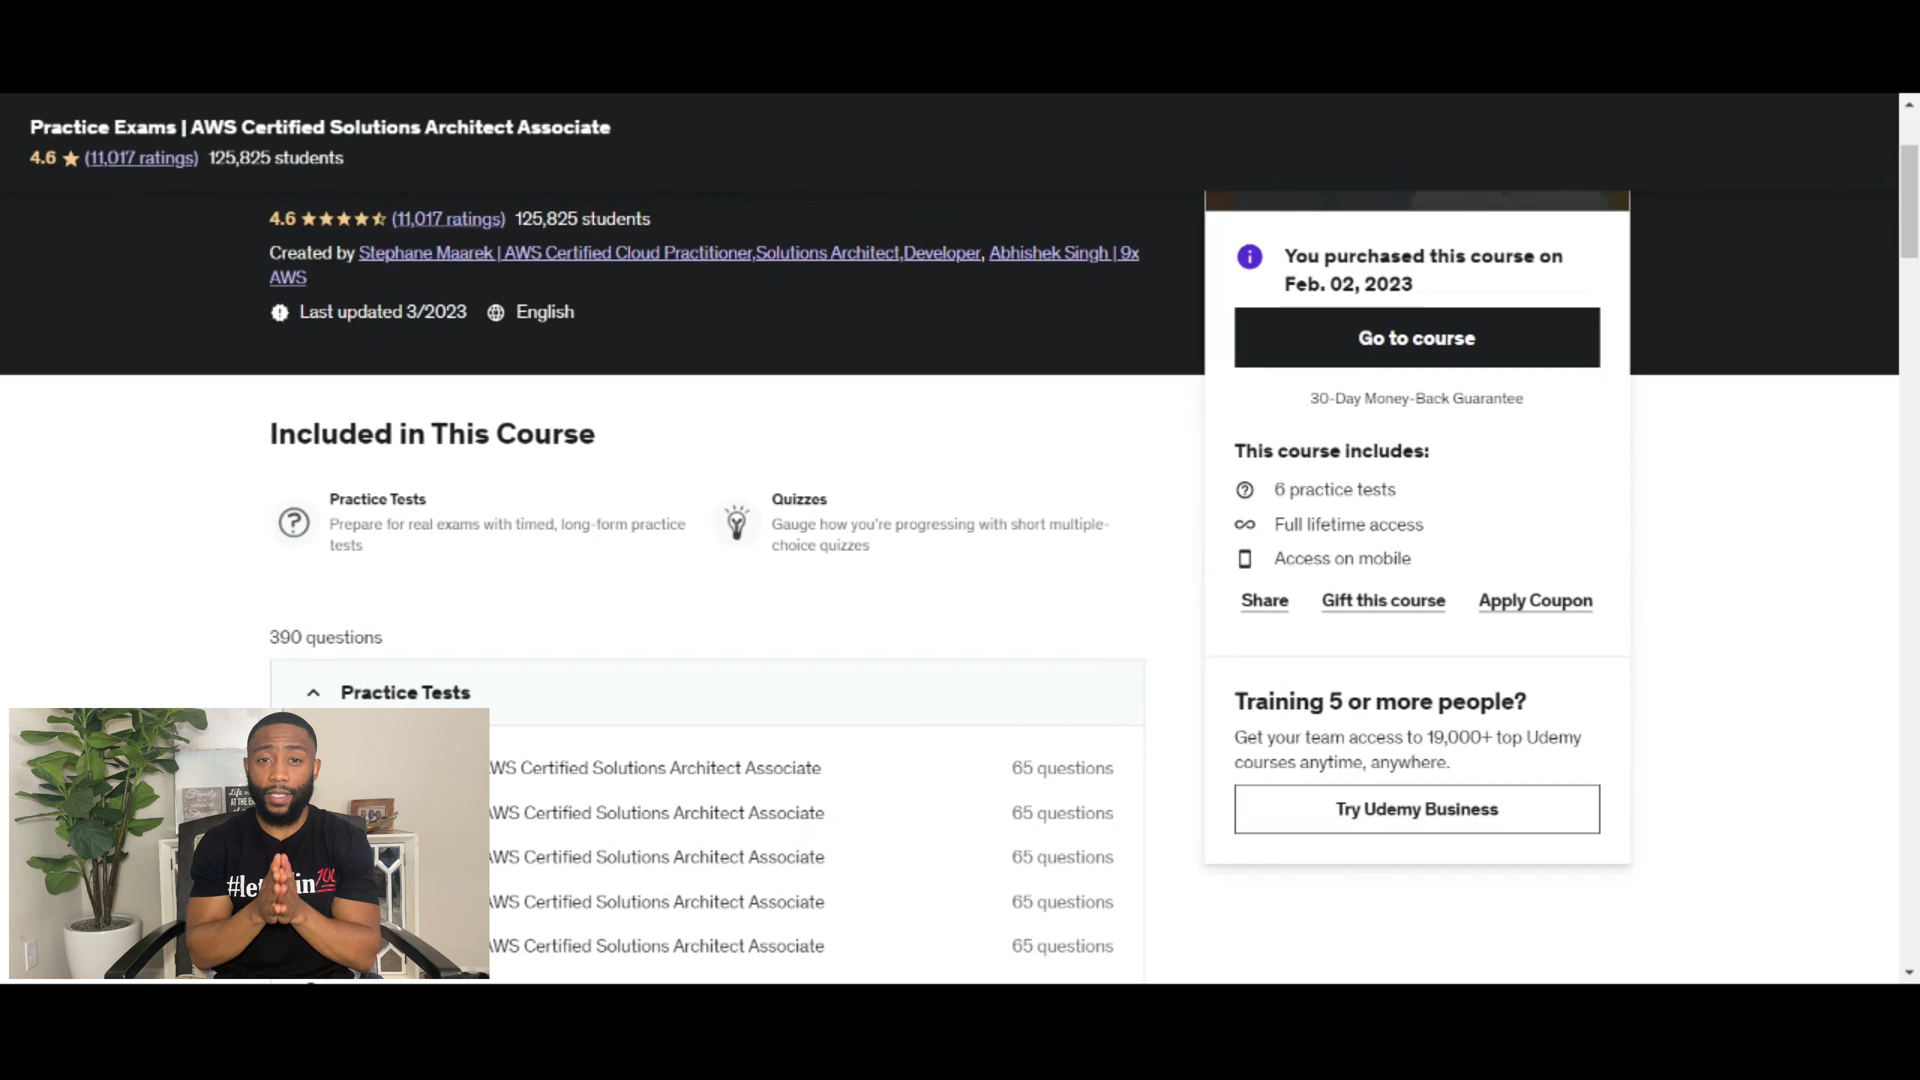 Practice Exams | AWS Certified Solutions Architect Associate
4.6 (11,017 ratings) 125,825 students
4.6 (11,017 ratings) 125,825 students
Created by Stephane Maarek | AWS Certified Cloud Practitioner,Solutions Architect,Developer, Abhishek Singh | 9x
AWS
Last updated 3/2023 English
You purchased this course on
Feb. 02, 2023
Go to course
30-Day Money-Back Guarantee
This course includes:
6 practice tests
Full lifetime access
Access on mobile
Share Gift this course Apply Coupon
Training 5 or more people?
Get your team access to 19,000+ top Udemy
courses anytime, anywhere.
Try Udemy Business
Included in This Course
Practice Tests
Prepare for real exams with timed, long-form practice
tests
Quizzes
Gauge how you're progressing with short multiple-
choice quizzes
390 questions
Practice Tests
WS Certified Solutions Architect Associate 65 questions
WS Certified Solutions Architect Associate 65 questions
WS Certified Solutions Architect Associate 65 questions
WS Certified Solutions Architect Associate 65 questions
WS Certified Solutions Architect Associate 65 questions